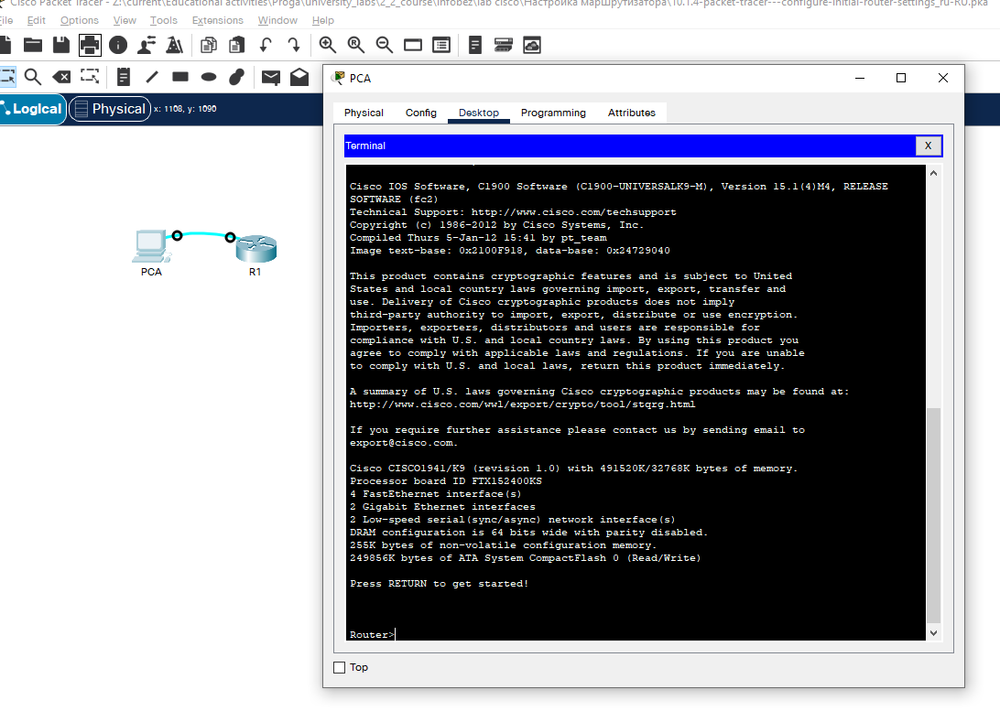 Cisco Packet Tracer - Z:\current\Educational activities\Proga\university_labs\2_2_course\infobez\lab cisco\Настройка маршрутизатора\10.1.4-packet-tracer---configure-initial-router-settings_ru-RU.pka
File Edit Options View Tools Extensions Window Help
Logical Physical x: 1108, y: 1090
PCA
Physical Config Desktop Programming Attributes
Terminal X
Cisco IOS Software, C1900 Software (C1900-UNIVERSALK9-M), Version 15.1(4)M4, RELEASE
SOFTWARE (fc2)
Technical Support: http://www.cisco.com/techsupport
Copyright (c) 1986-2012 by Cisco Systems, Inc.
Compiled Thurs 5-Jan-12 15:41 by pt_team
Image text-base: 0x2100F918, data-base: 0x24729040
This product contains cryptographic features and is subject to United
States and local country laws governing import, export, transfer and
use. Delivery of Cisco cryptographic products does not imply
third-party authority to import, export, distribute or use encryption.
Importers, exporters, distributors and users are responsible for
compliance with U.S. and local country laws. By using this product you
agree to comply with applicable laws and regulations. If you are unable
to comply with U.S. and local laws, return this product immediately.
A summary of U.S. laws governing Cisco cryptographic products may be found at:
http://www.cisco.com/wwl/export/crypto/tool/stqrg.html
If you require further assistance please contact us by sending email to
export@cisco.com.
Cisco CISCO1941/K9 (revision 1.0) with 491520K/32768K bytes of memory.
Processor board ID FTX152400KS
4 FastEthernet interface(s)
2 Gigabit Ethernet interfaces
2 Low-speed serial(sync/async) network interface(s)
DRAM configuration is 64 bits wide with parity disabled.
255K bytes of non-volatile configuration memory.
249856K bytes of ATA System CompactFlash 0 (Read/Write)
Press RETURN to get started!
Router>
Top
PCA
R1